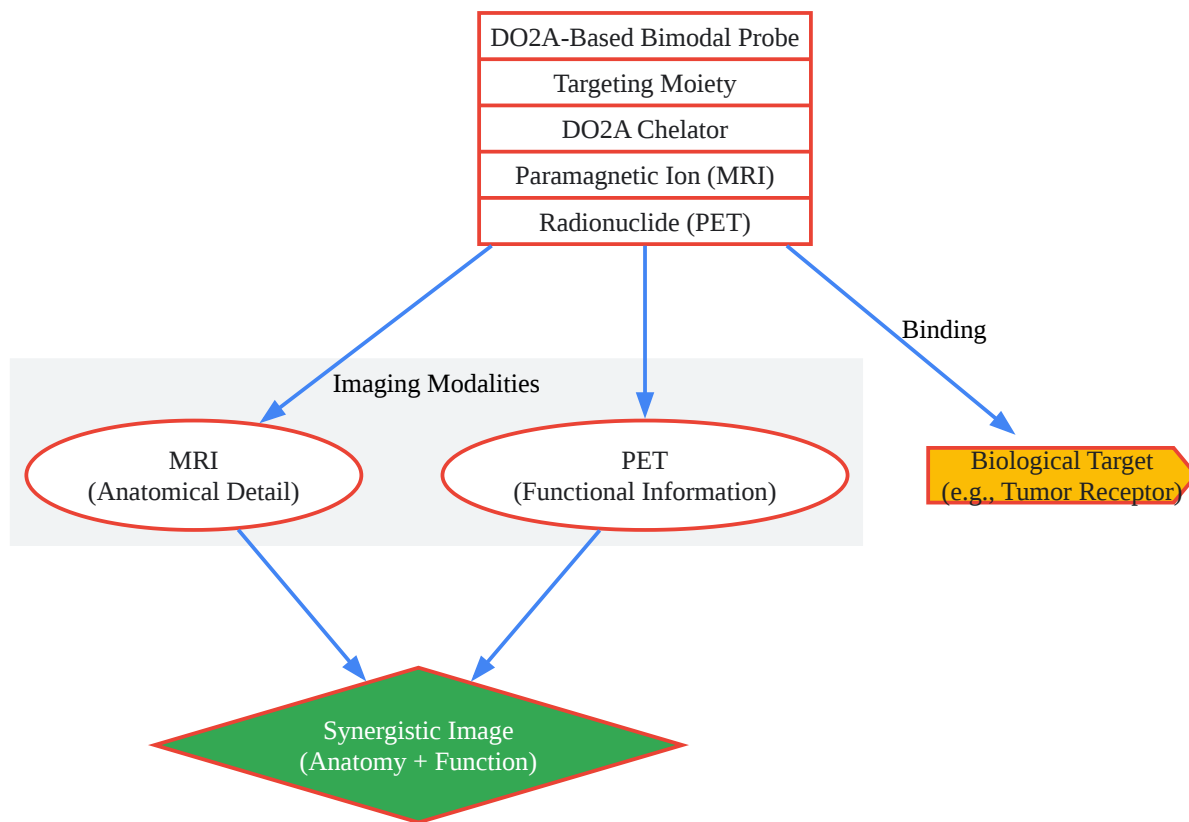 DO2A-Based Bimodal Probe
Targeting Moiety
DO2A Chelator
Paramagnetic Ion (MRI)
Radionuclide (PET)
Binding
Imaging Modalities
MRI
(Anatomical Detail)
PET
(Functional Information)
Biological Target
(e.g., Tumor Receptor)
Synergistic Image
(Anatomy + Function)